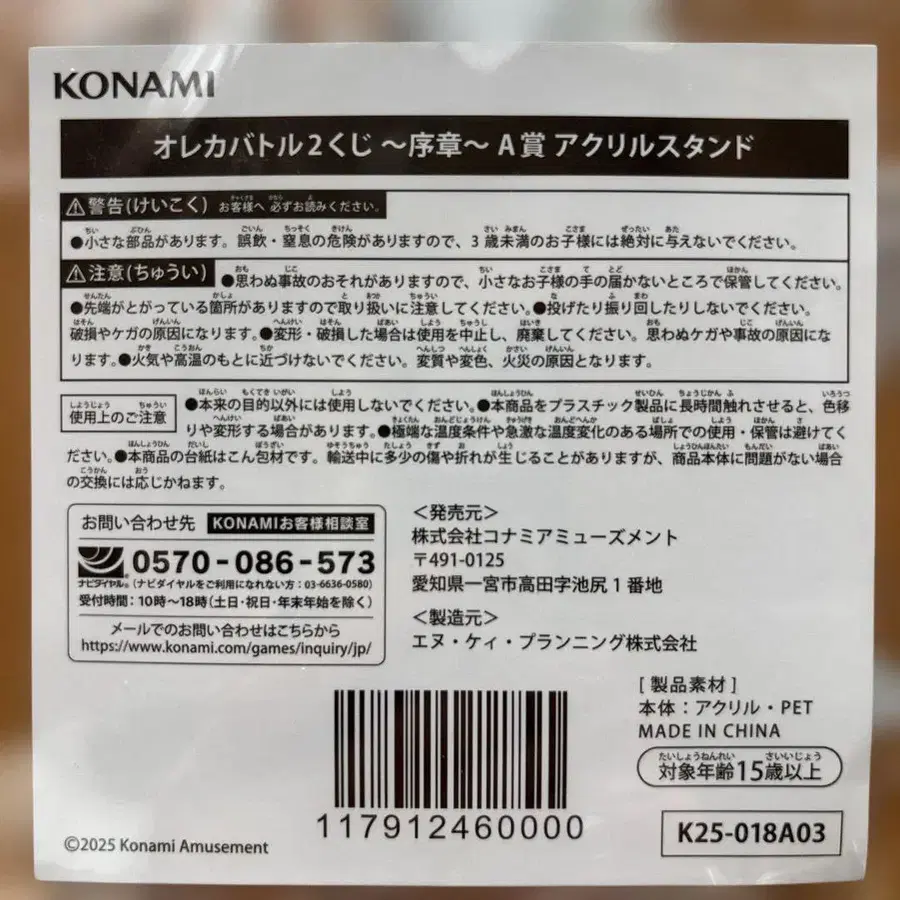 KONAMI
オレカバトル2くじ ～序章～ A賞 アクリルスタンド
⚠警告(けいこく) お客様へ 必ずお読みください。
●小さな部品があります。誤飲・窒息の危険がありますので、3歳未満のお子様には絶対に与えないでください。
⚠注意(ちゅうい) ●思わぬ事故のおそれがありますので、小さなお子様の手の届かないところで保管してください。
●先端がとがっている箇所がありますので取り扱いに注意してください。●投げたり振り回したりしないでください。
破損やケガの原因になります。●変形・破損した場合は使用を中止し、廃棄してください。思わぬケガや事故の原因にな
ります。●火気や高温のもとに近づけないでください。変質や変色、火災の原因となります。
使用上のご注意 ●本来の目的以外には使用しないでください。●本商品をプラスチック製品に長時間触れさせると、色移
りや変形する場合があります。●極端な温度条件や急激な温度変化のある場所での使用・保管は避けてく
ださい。●本商品の台紙はこん包材です。輸送中に多少の傷や折れが生じることがありますが、商品本体に問題がない場合
の交換には応じかねます。
お問い合わせ先 KONAMIお客様相談室
ナビダイヤル® 0570-086-573
(ナビダイヤルをご利用になれない方：03-6636-0580)
受付時間：10時～18時(土日・祝日・年末年始を除く)
メールでのお問い合わせはこちらから
https://www.konami.com/games/inquiry/jp/
＜発売元＞
株式会社コナミアミューズメント
〒491-0125
愛知県一宮市高田字池尻1番地
＜製造元＞
エヌ・ケィ・プランニング株式会社
[ 製品素材 ]
本体：アクリル・PET
MADE IN CHINA
たいしょうねんれい さいいじょう
対象年齢15歳以上
117912460000
©2025 Konami Amusement
K25-018A03